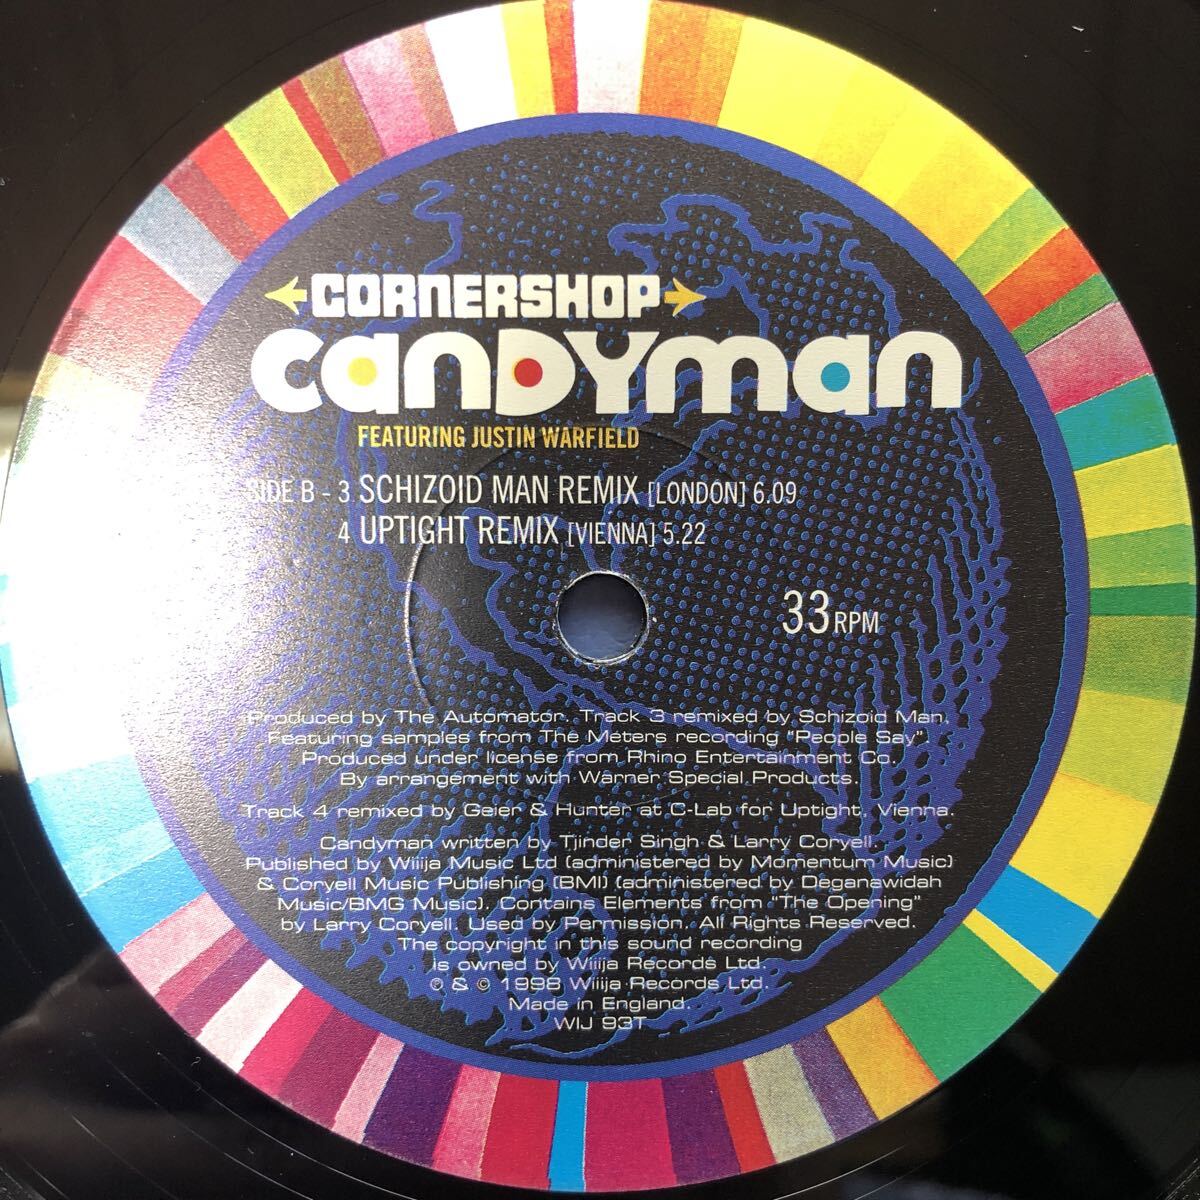 CORNERSHOP
CANDYMAN
FEATURING JUSTIN WARFIELD
SIDE B - 3 SCHIZOID MAN REMIX [LONDON] 6.09
4 UPTIGHT REMIX [VIENNA] 5.22
33 RPM
Produced by The Automator. Track 3 remixed by Schizoid Man.
Featuring samples from The Meters recording "People Say"
Produced under license from Rhino Entertainment Co.
By arrangement with Warner Special Products.
Track 4 remixed by Geier & Hunter at C-Lab for Uptight, Vienna.
Candyman written by Tjinder Singh & Larry Coryell.
Published by Wiiija Music Ltd (administered by Momentum Music)
& Coryell Music Publishing (BMI) (administered by Deganawidah
Music/BMG Music). Contains Elements from "The Opening"
by Larry Coryell. Used by Permission. All Rights Reserved.
The copyright in this sound recording
is owned by Wiiija Records Ltd.
℗ & © 1998 Wiiija Records Ltd.
Made in England.
WIJ 93T